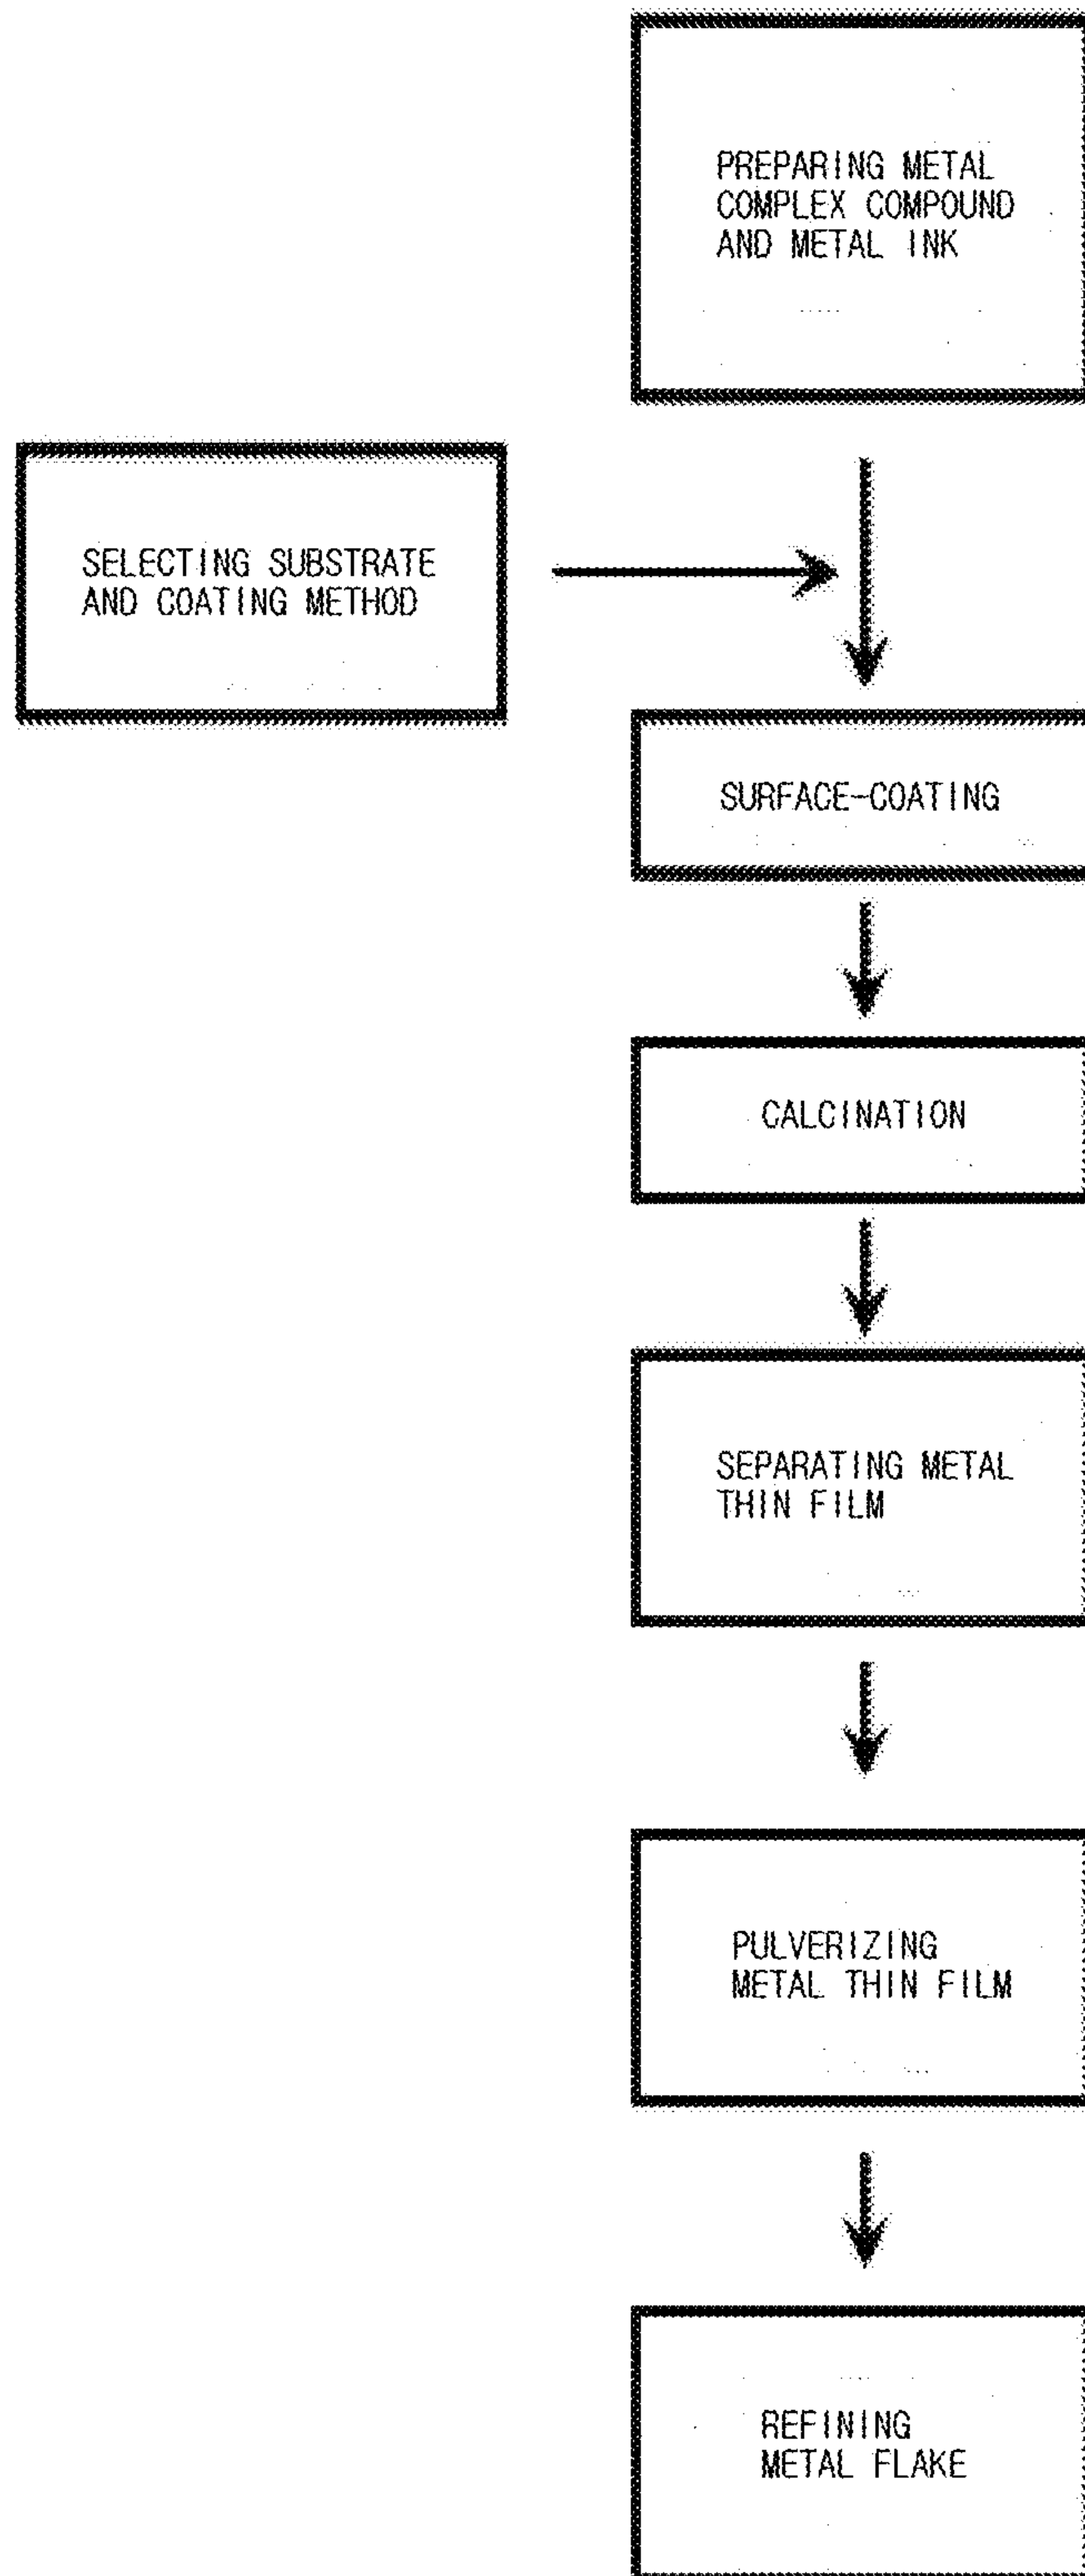 PREPARING METAL
COMPLEX COMPOUND
AND METAL INK
SELECTING SUBSTRATE
AND COATING METHOD
SURFACE-COATING
CALCINATION
SEPARATING METAL
THIN FILM
PULVERIZING
METAL THIN FILM
REFINING
METAL FLAKE